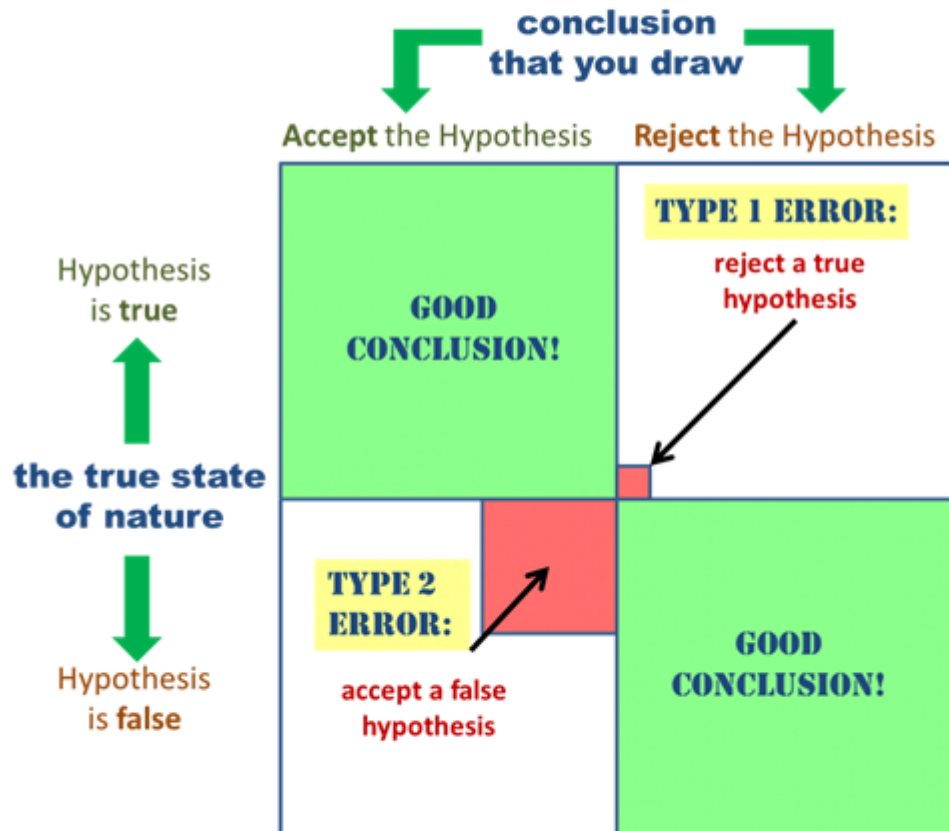 conclusion
that you draw
Accept the Hypothesis
Reject the Hypothesis
TYPE 1 ERROR:
reject a true
hypothesis
Hypothesis
is true
GOOD
CONCLUSION!
the true state
of nature
TYPE 2
ERROR:
accept a false
hypothesis
Hypothesis
is false
GOOD
CONCLUSION!